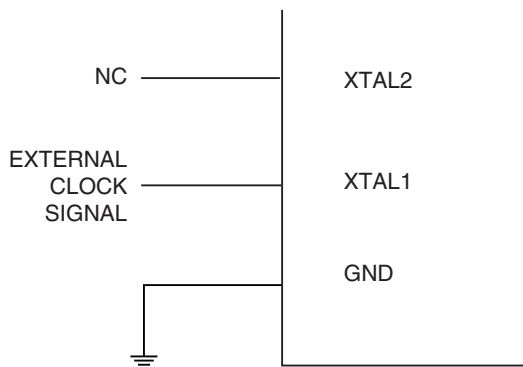 NC
XTAL2
EXTERNAL
CLOCK
SIGNAL
XTAL1
GND